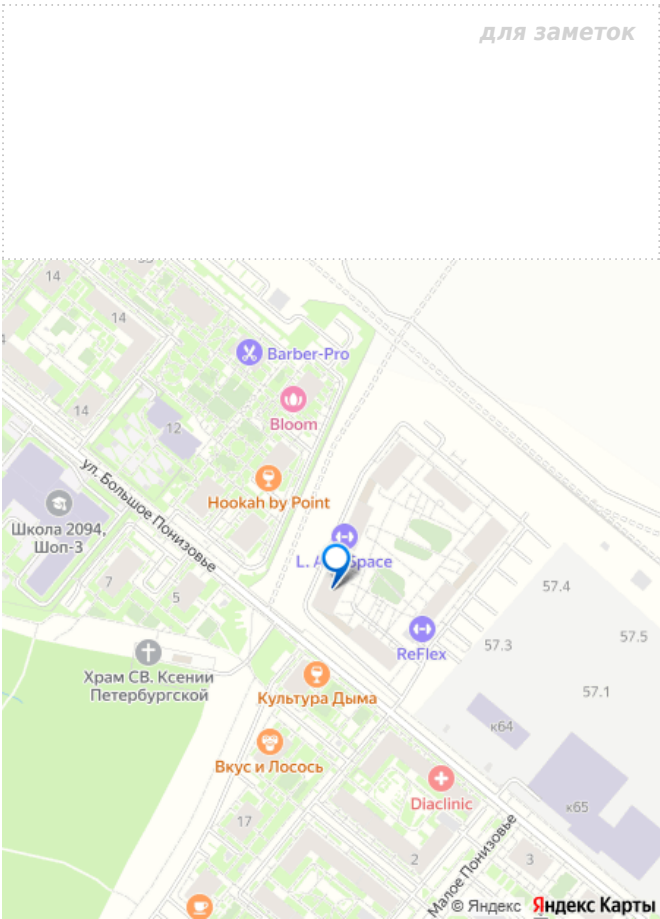 для заметок
14
14
Barber-Pro
Bloom
14
12
ул. Большое Понизовье
Hookah by Point
Школа 2094,
Шоп-3
L. A. Space
7
5
57.4
ReFlex
57.3
57.5
Храм СВ. Ксении
Петербургской
57.1
Культура Дыма
к64
Вкус и Лосось
Diaclinic
к65
17
2
3
Малое Понизовье
© Яндекс Яндекс Карты